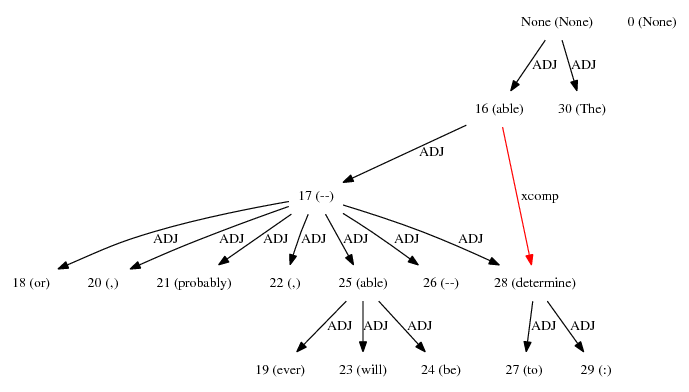 None (None) 0 (None)
ADJ ADJ
16 (able) 30 (The)
ADJ
17 (--) xcomp
ADJ ADJ ADJ ADJ ADJ ADJ ADJ
18 (or) 20 (,) 21 (probably) 22 (,) 25 (able) 26 (--) 28 (determine)
ADJ ADJ ADJ ADJ ADJ
19 (ever) 23 (will) 24 (be) 27 (to) 29 (:)